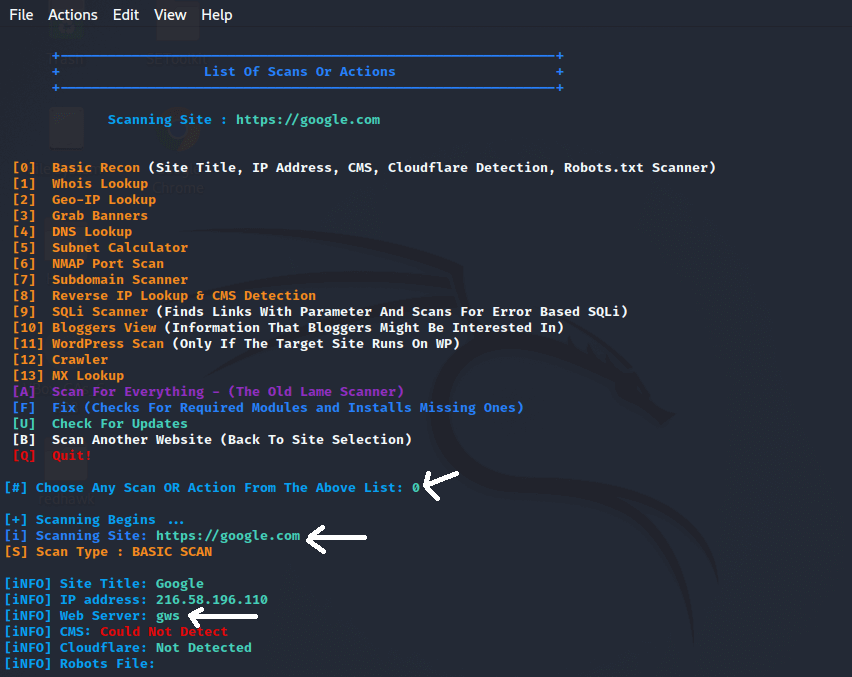 File Actions Edit View Help
List Of Scans Or Actions
Scanning Site : https://google.com
[0] Basic Recon (Site Title, IP Address, CMS, Cloudflare Detection, Robots.txt Scanner)
[1] Whois Lookup
[2] Geo-IP Lookup
[3] Grab Banners
[4] DNS Lookup
[5] Subnet Calculator
[6] NMAP Port Scan
[7] Subdomain Scanner
[8] Reverse IP Lookup & CMS Detection
[9] SQLi Scanner (Finds Links With Parameter And Scans For Error Based SQLi)
[10] Bloggers View (Information That Bloggers Might Be Interested In)
[11] WordPress Scan (Only If The Target Site Runs On WP)
[12] Crawler
[13] MX Lookup
[A] Scan For Everything - (The Old Lame Scanner)
[F] Fix (Checks For Required Modules and Installs Missing Ones)
[U] Check For Updates
[B] Scan Another Website (Back To Site Selection)
[Q] Quit!
[#] Choose Any Scan OR Action From The Above List: 0
[+] Scanning Begins ...
[i] Scanning Site: https://google.com
[S] Scan Type : BASIC SCAN
[iNFO] Site Title: Google
[iNFO] IP address: 216.58.196.110
[iNFO] Web Server: gws
[iNFO] CMS: Could Not Detect
[iNFO] Cloudflare: Not Detected
[iNFO] Robots File: